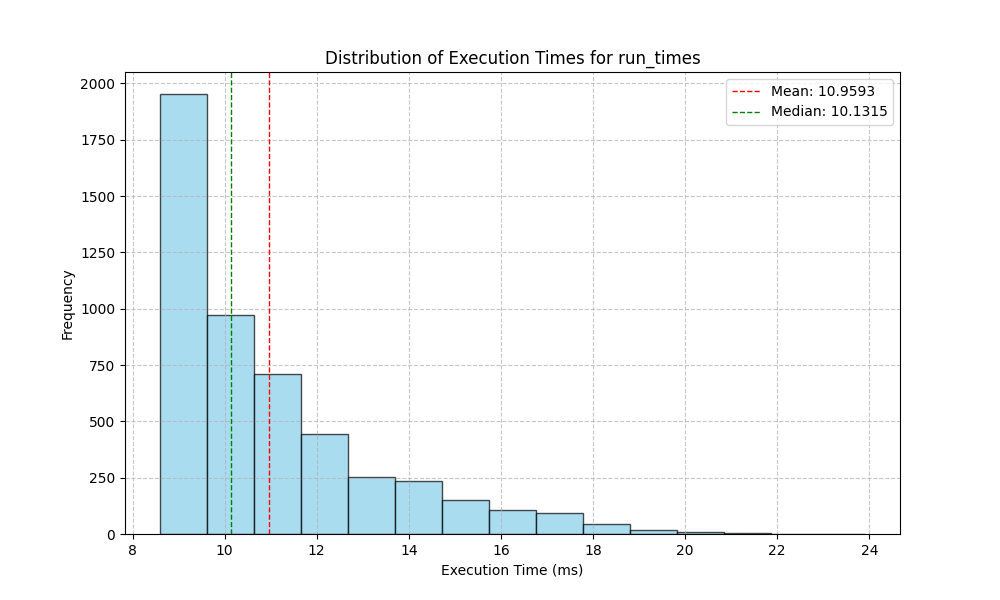 Distribution of Execution Times for run_times
Mean: 10.9593
Median: 10.1315
2000
1750
1500
1250
1000
750
500
250
0
Frequency
8 10 12 14 16 18 20 22 24
Execution Time (ms)